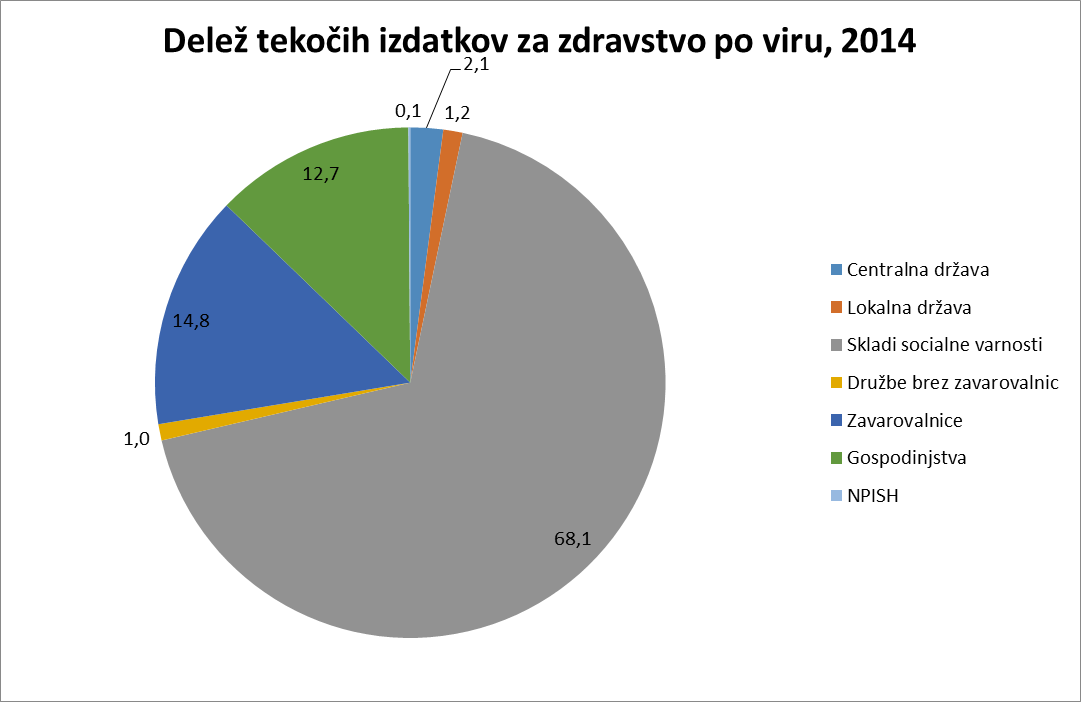 Delež tekočih izdatkov za zdravstvo po viru, 2014
2,1
0,1
1,2
12,7
14,8
1,0
68,1
Centralna država
Lokalna država
Skladi socialne varnosti
Družbe brez zavarovalnic
Zavarovalnice
Gospodinjstva
NPISH